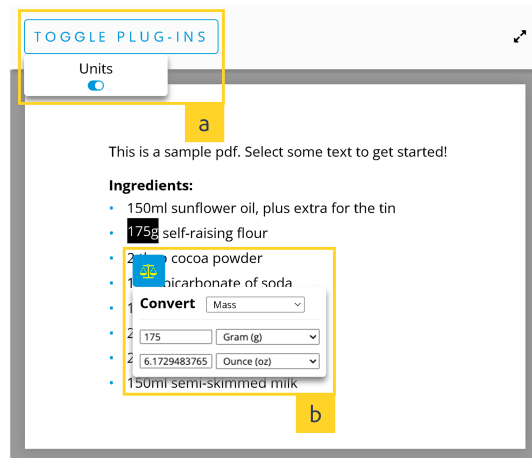 TOGGLE PLUG-INS
Units
a
This is a sample pdf. Select some text to get started!
Ingredients:
• 150ml sunflower oil, plus extra for the tin
• 175g self-raising flour
• 2 cocoa powder
• 1 bicarbonate of soda
Convert Mass
• 1
175 Gram (g)
• 2
6.1729483765 Ounce (oz)
• 2
• 150ml semi-skimmed milk
b